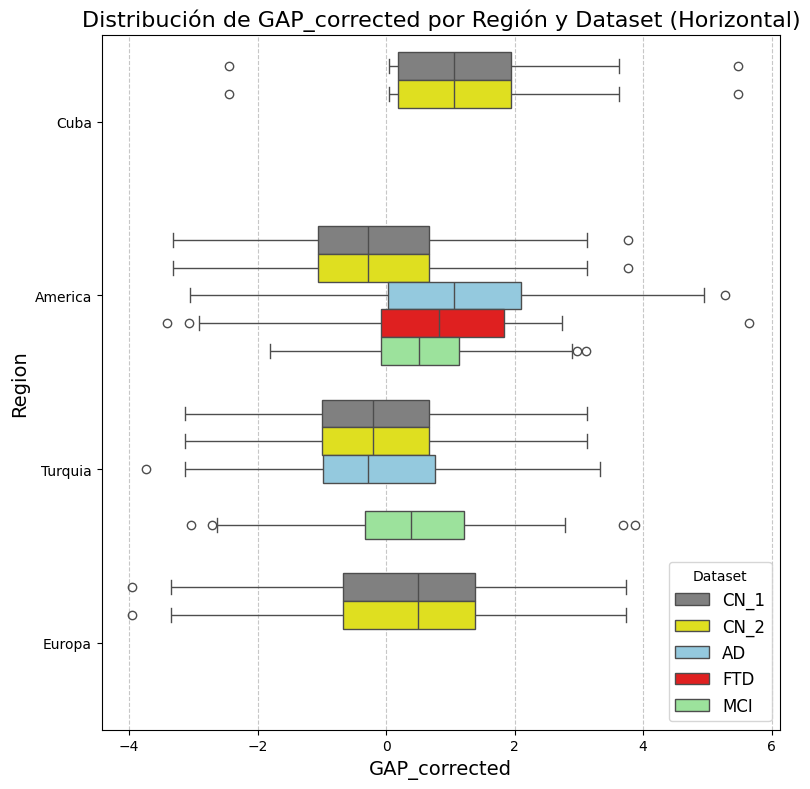 Distribución de GAP_corrected por Región y Dataset (Horizontal)
Cuba
America
Turquia
Europa
Region
−4
−2
0
2
4
6
GAP_corrected
Dataset
CN_1
CN_2
AD
FTD
MCI